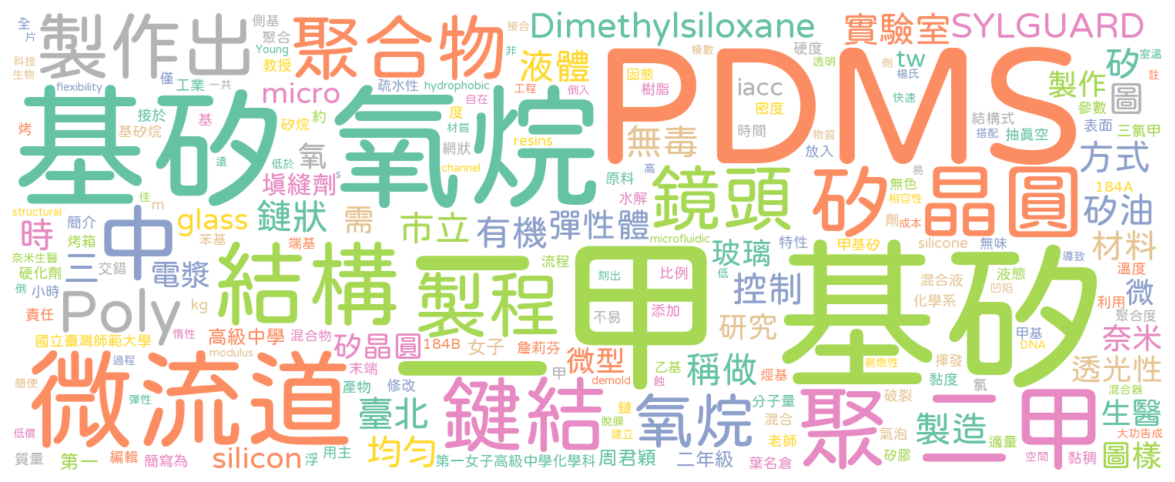 全 側基 Dimethylsiloxane 接合 模數 硬度 實驗室 SYLGUARD
片 製作出 聚合 聚合物 非 液體 透明 側 tw 室溫
科技 Young 固態 製作 矽 楊氏 註
生物 教授 疏水性 hydrophobic 工程 倒入 樹脂 PDMS iacc 快速 參數 圖
flexibility 僅 工業 一共 micro 自在 密度 結構式 搭配 抽真空 表面 三氯甲
烤 基矽烷 接於 基 矽烷 約 度 材質 resins 無毒 時間 物質 放入 方式
基矽 氧烷 氧 網狀 channel 原料 高 矽晶圓 易 無色 184A
遠 佳 m 低於 s 水解 鏡頭 相容性 矽油
structural 填縫劑 glass 鏈狀 需 市立 有機 彈性體 劑 成本
時 簡介 中 苯基 端基 microfluidic 玻璃 特性 甲基矽 silicone 無味 導致 材料
奈米生醫 烤箱 三 交錯 電漿 結構 二甲 流程 刻出 比例 低 控制 基矽 混合液 液態 凹陷 溫度
硬化劑 小時 kg 製程 不易 添加 化學系 利用 微
倒 責任 惰性 研究 聚合度
國立臺灣師範大學 高級中學 混合物 184B 女子 詹莉芬 甲基 DNA 奈米
Poly 過程 modulus 矽晶圓 末端 甲 微型 乙基 稱做 烴基 易燃性 揮發 透光性
簡便 彈性 微流道 產物 修改 鍵結 demold 蝕 鏈 氧烷 分子量 聚二甲 黏度 氯 破裂 混合器
臺北 脫膜 建立 混合 氣泡 製造 生醫
低價 浮 均勻 老師 矽膠 適量 大功告成
質量 第一 編輯 簡寫為 silicon 用主 第一女子高級中學化學科 周君穎 二年級 葉名倉 空間 黏稠 圖樣